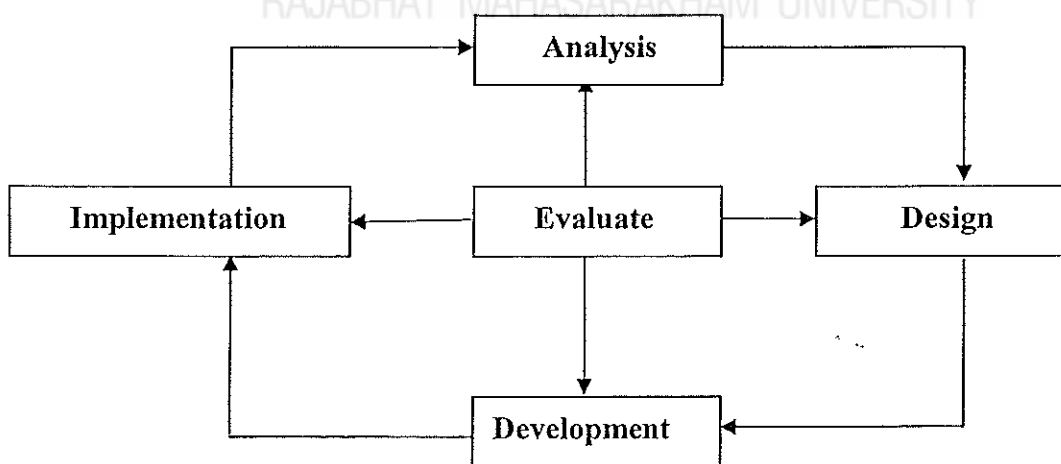 RAJABHAT MAHASARAKHAM UNIVERSITY
Analysis
Implementation
Evaluate
Design
Development